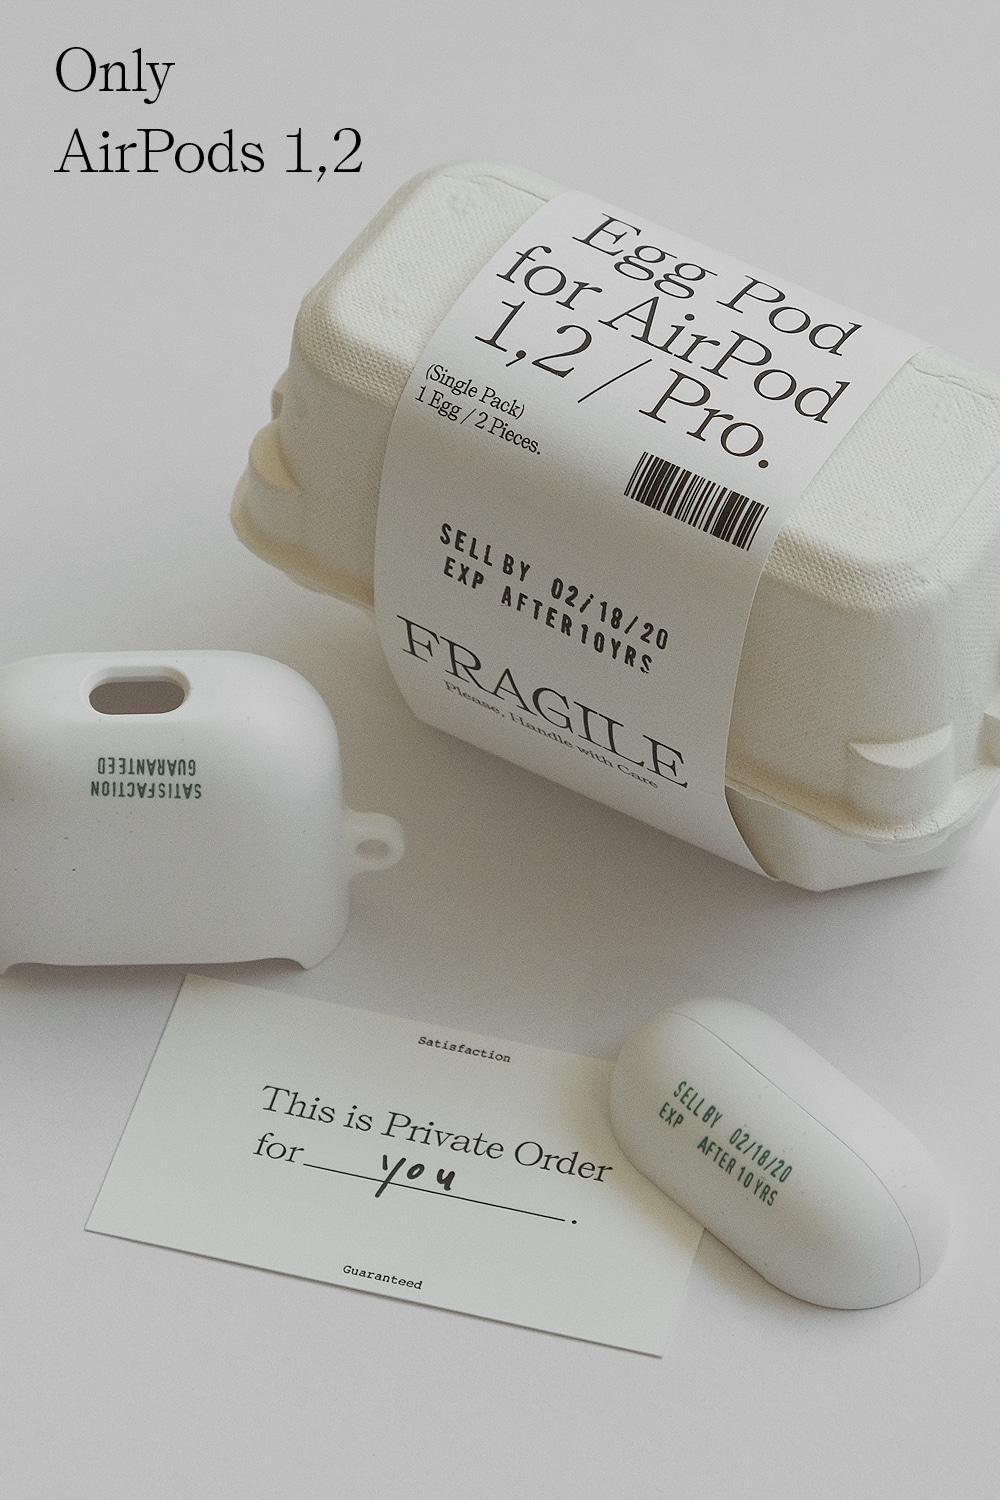 Only
AirPods 1,2
Egg Pod
for AirPod
1,2 / Pro.
(Single Pack)
1 Egg / 2 Pieces.
SELL BY 02/18/20
EXP AFTER 10YRS
FRAGILE
Please, Handle with Care
SATISFACTION
GUARANTEED
Satisfaction
This is Private Order
for you.
Guaranteed
SELL BY 02/18/20
EXP AFTER 10YRS